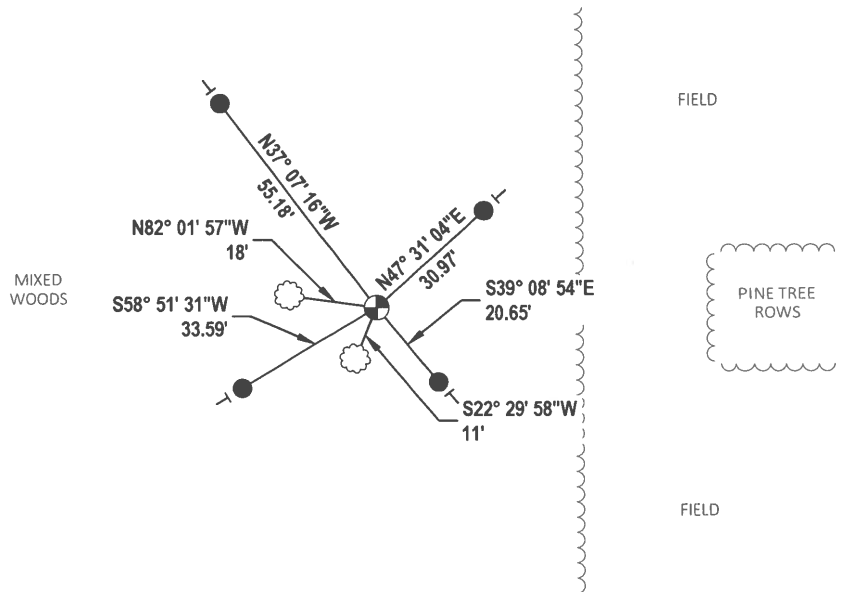 FIELD
N37° 07' 16"W
55.18'
N82° 01' 57"W
18'
N47° 31' 04"E
30.97'
MIXED
WOODS
S58° 51' 31"W
33.59'
S39° 08' 54"E
20.65'
PINE TREE
ROWS
S22° 29' 58"W
11'
FIELD